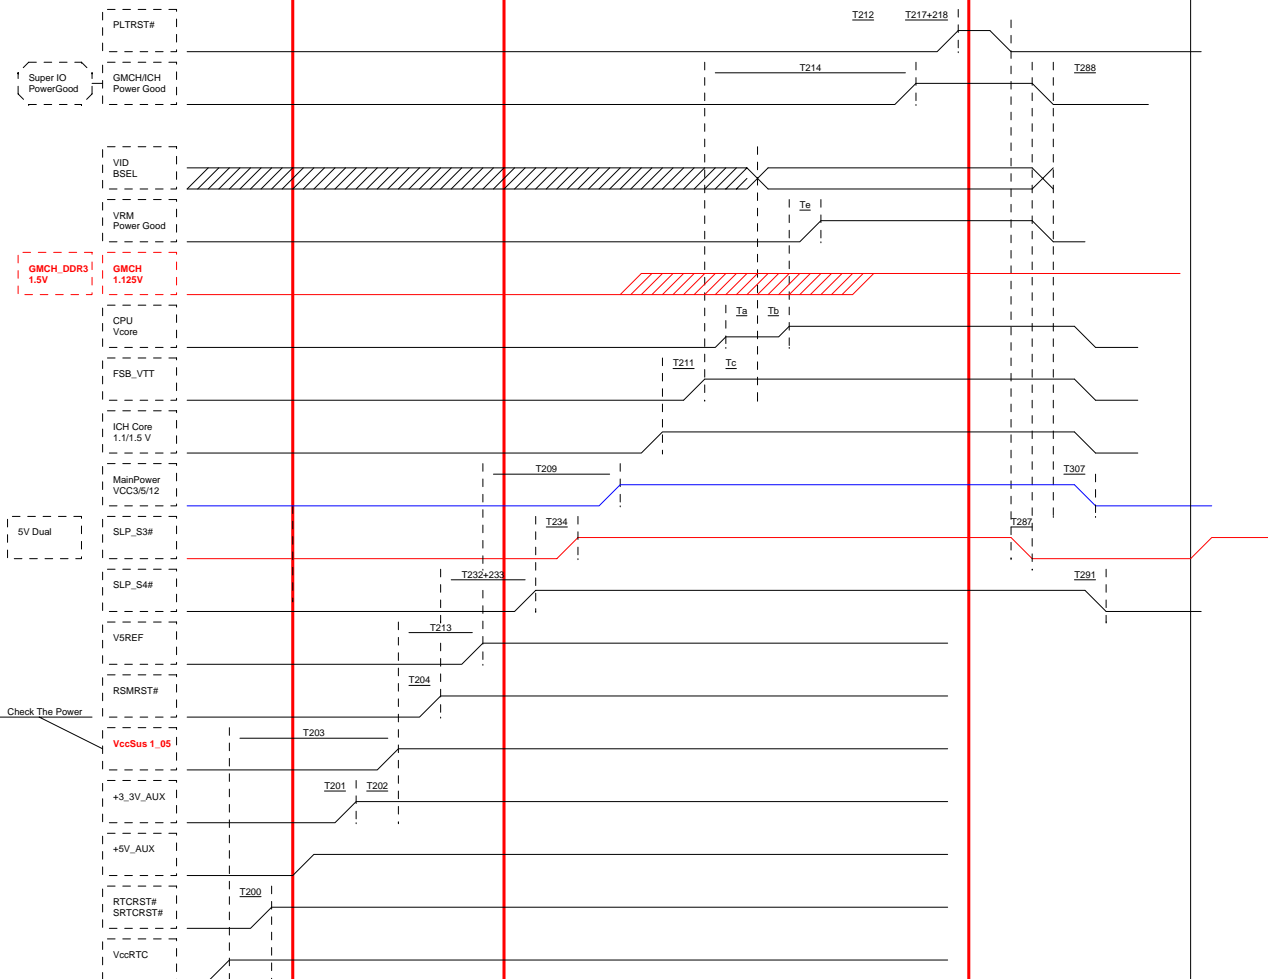 T212
T217+218
PLTRST#
T214
T288
Super IO
PowerGood
GMCH/ICH
Power Good
VID
BSEL
Te
VRM
Power Good
GMCH_DDR3
1.5V
GMCH
1.125V
Ta
Tb
CPU
Vcore
T211
Tc
FSB_VTT
ICH Core
1.1/1.5 V
T209
T307
MainPower
VCC3/5/12
T234
T287
5V Dual
SLP_S3#
T232+233
T291
SLP_S4#
T213
V5REF
T204
RSMRST#
Check The Power
T203
VccSus 1_05
T201
T202
+3_3V_AUX
+5V_AUX
T200
RTCRST#
SRTCRST#
VccRTC